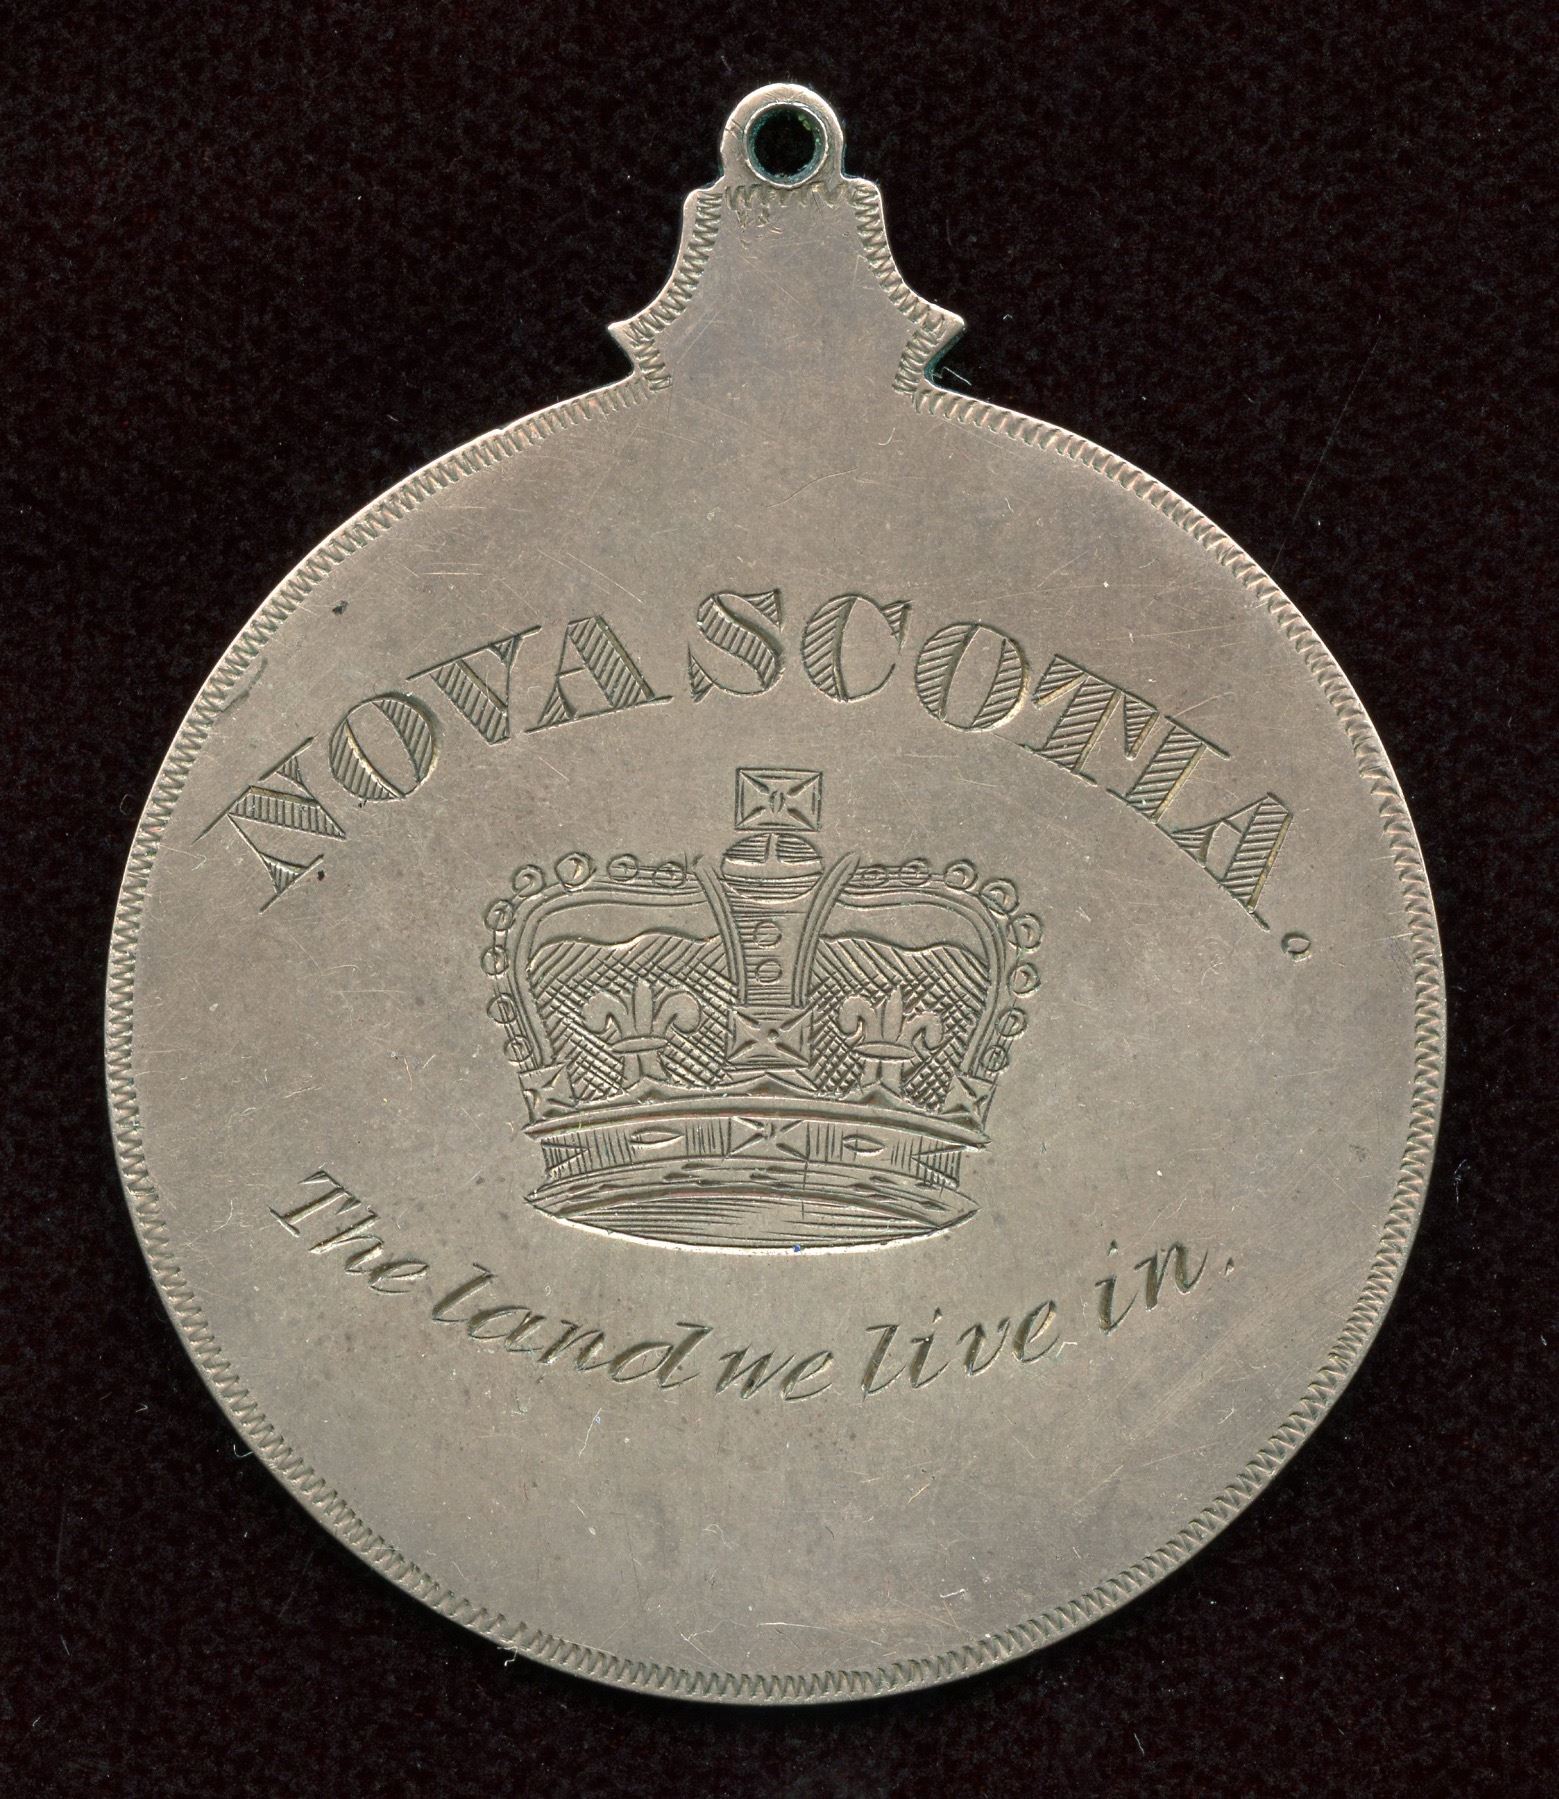 NOVA SCOTIA.
The land we live in.